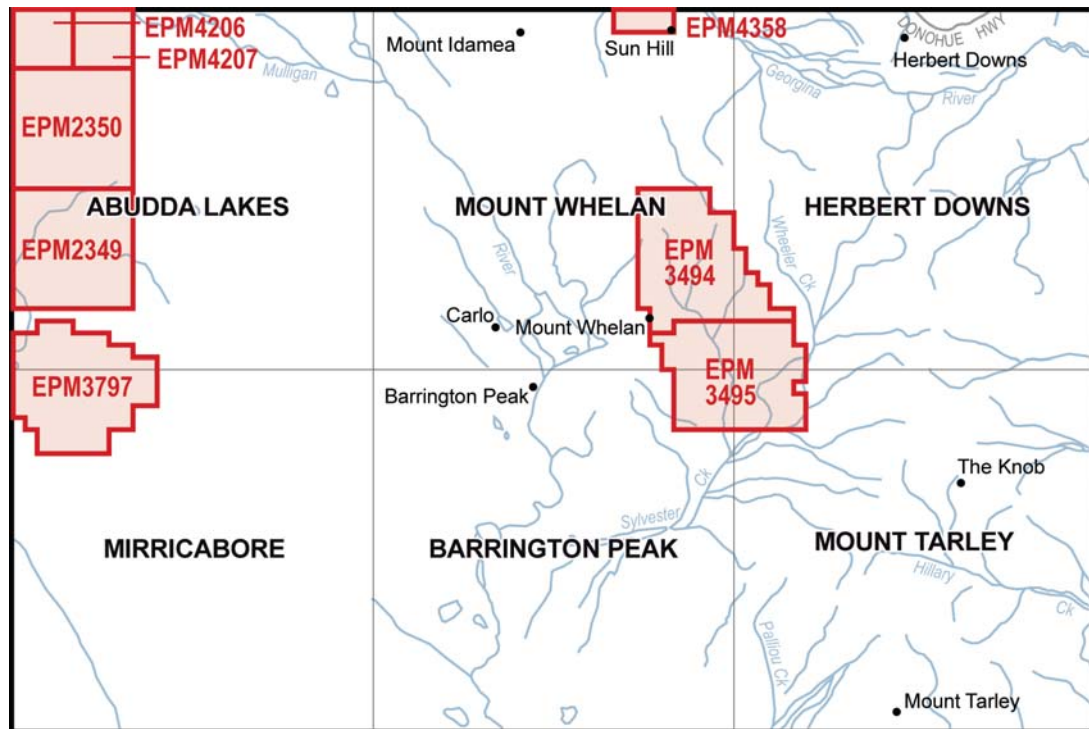 EPM4206
EPM4207
Mount Idamea
Sun Hill
EPM4358
DONOHUE HWY
Herbert Downs
Mulligan
Georgina
River
EPM2350
ABUDDA LAKES
MOUNT WHELAN
HERBERT DOWNS
EPM2349
River
EPM
3494
Wheeler Ck
Carlo
Mount Whelan
EPM3797
Barrington Peak
EPM
3495
The Knob
Ck
Sylvester
MIRRICABORE
BARRINGTON PEAK
MOUNT TARLEY
Hillary
Ck
Palliou Ck
Mount Tarley